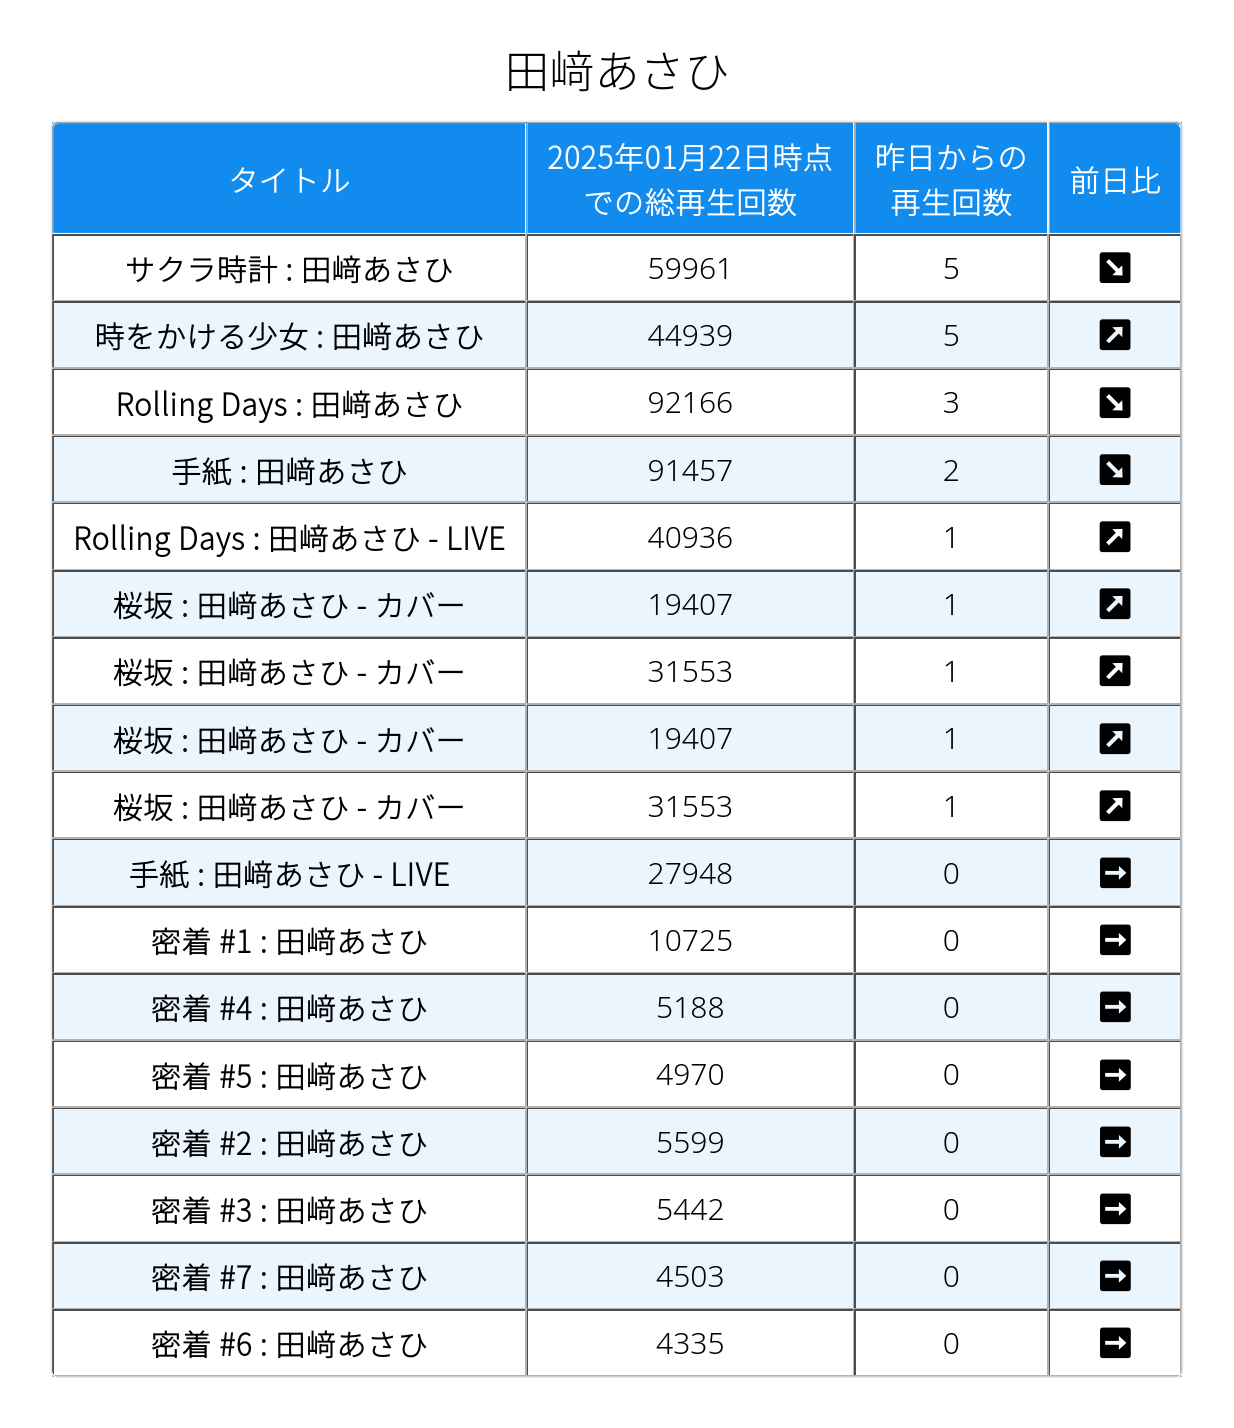 田﨑あさひ
タイトル
2025年01月22日時点
での総再生回数
昨日からの
再生回数
前日比
サクラ時計 : 田﨑あさひ 59961 5 ↘
時をかける少女 : 田﨑あさひ 44939 5 ↗
Rolling Days : 田﨑あさひ 92166 3 ↘
手紙 : 田﨑あさひ 91457 2 ↘
Rolling Days : 田﨑あさひ - LIVE 40936 1 ↗
桜坂 : 田﨑あさひ - カバー 19407 1 ↗
桜坂 : 田﨑あさひ - カバー 31553 1 ↗
桜坂 : 田﨑あさひ - カバー 19407 1 ↗
桜坂 : 田﨑あさひ - カバー 31553 1 ↗
手紙 : 田﨑あさひ - LIVE 27948 0 →
密着 #1 : 田﨑あさひ 10725 0 →
密着 #4 : 田﨑あさひ 5188 0 →
密着 #5 : 田﨑あさひ 4970 0 →
密着 #2 : 田﨑あさひ 5599 0 →
密着 #3 : 田﨑あさひ 5442 0 →
密着 #7 : 田﨑あさひ 4503 0 →
密着 #6 : 田﨑あさひ 4335 0 →